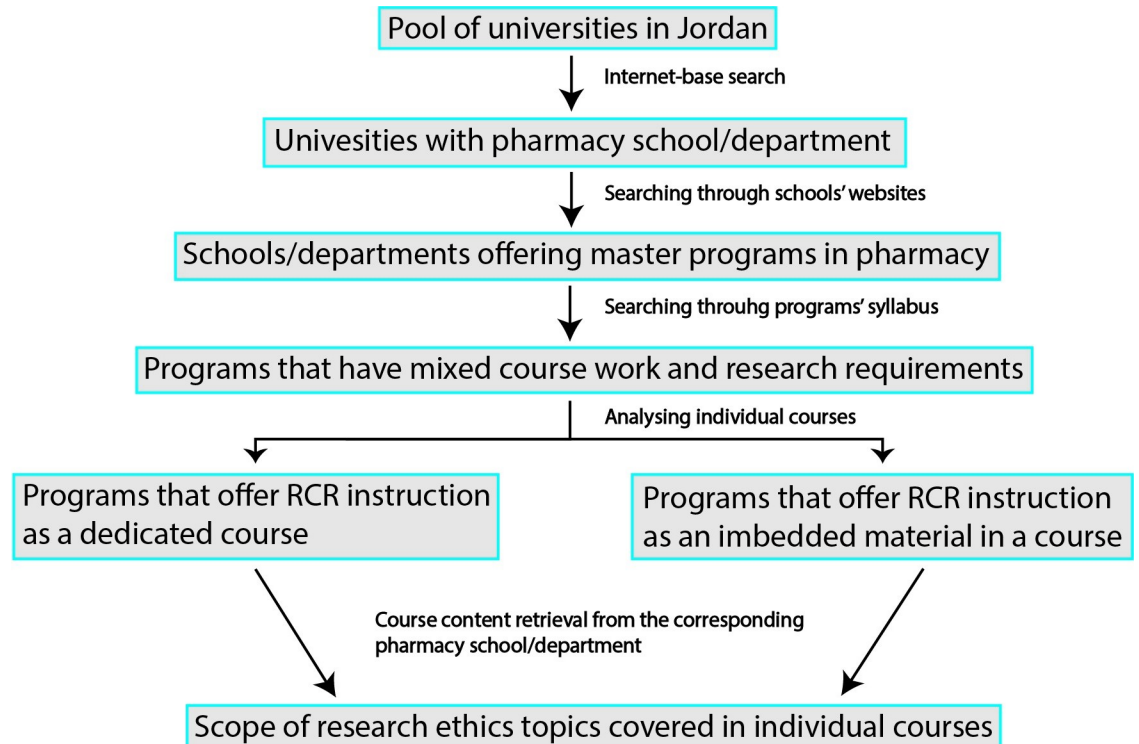 Pool of universities in Jordan
Internet-base search
Univesities with pharmacy school/department
Searching through schools' websites
Schools/departments offering master programs in pharmacy
Searching throuhg programs' syllabus
Programs that have mixed course work and research requirements
Analysing individual courses
Programs that offer RCR instruction
as a dedicated course
Programs that offer RCR instruction
as an imbedded material in a course
Course content retrieval from the corresponding
pharmacy school/department
Scope of research ethics topics covered in individual courses